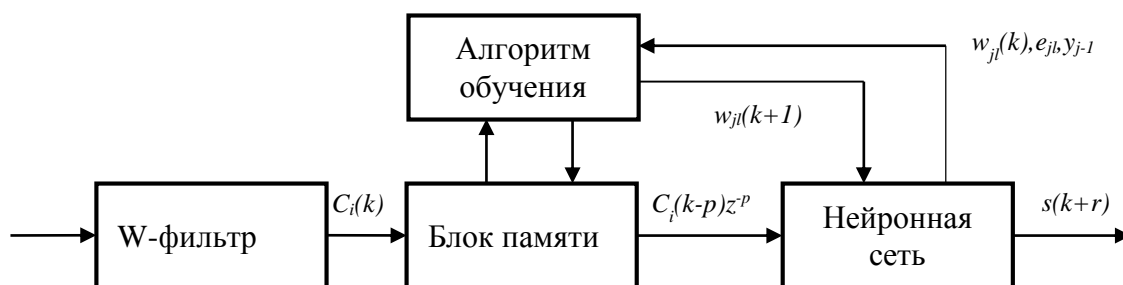 Алгоритм
обучения
w_jl(k),e_jl,y_j-1
w_jl(k+1)
C_i(k)
C_i(k-p)z^-p
s(k+r)
W-фильтр
Блок памяти
Нейронная
сеть